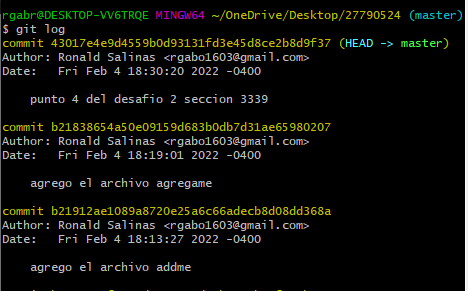 rgabr@DESKTOP-VV6TRQE MINGW64 ~/OneDrive/Desktop/27790524 (master)
$ git log
commit 43017e4e9d4559b0d93131fd3e45d8ce2b8d9f37 (HEAD -> master)
Author: Ronald Salinas <rgabo1603@gmail.com>
Date:   Fri Feb 4 18:30:20 2022 -0400
punto 4 del desafio 2 seccion 3339
commit b21838654a50e09159d683b0db7d31ae65980207
Author: Ronald Salinas <rgabo1603@gmail.com>
Date:   Fri Feb 4 18:19:01 2022 -0400
agrego el archivo agregame
commit b21912ae1089a8720e25a6c66adecb8d08dd368a
Author: Ronald Salinas <rgabo1603@gmail.com>
Date:   Fri Feb 4 18:13:27 2022 -0400
agrego el archivo addme